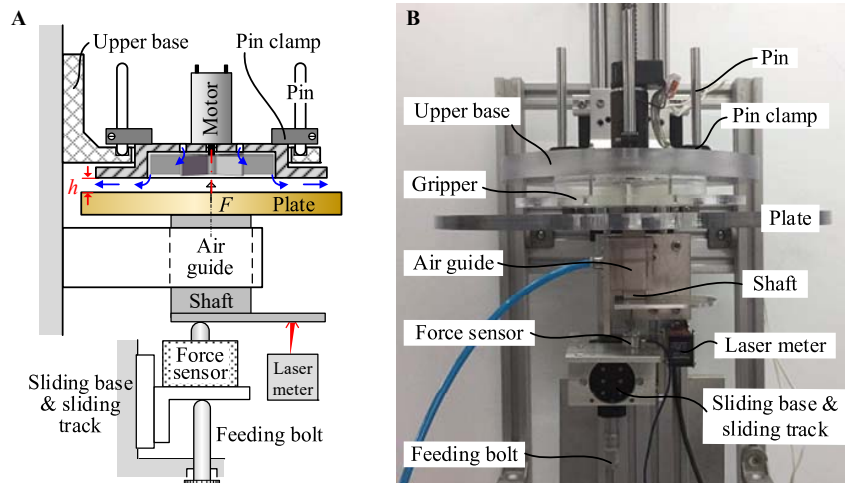 A
Upper base
Pin clamp
Pin
Motor
h
F
Plate
Air
guide
Shaft
Force
sensor
Laser
meter
Sliding base
& sliding
track
Feeding bolt
B
Pin
Upper base
Pin clamp
Gripper
Plate
Air guide
Shaft
Force sensor
Laser meter
Sliding base &
sliding track
Feeding bolt